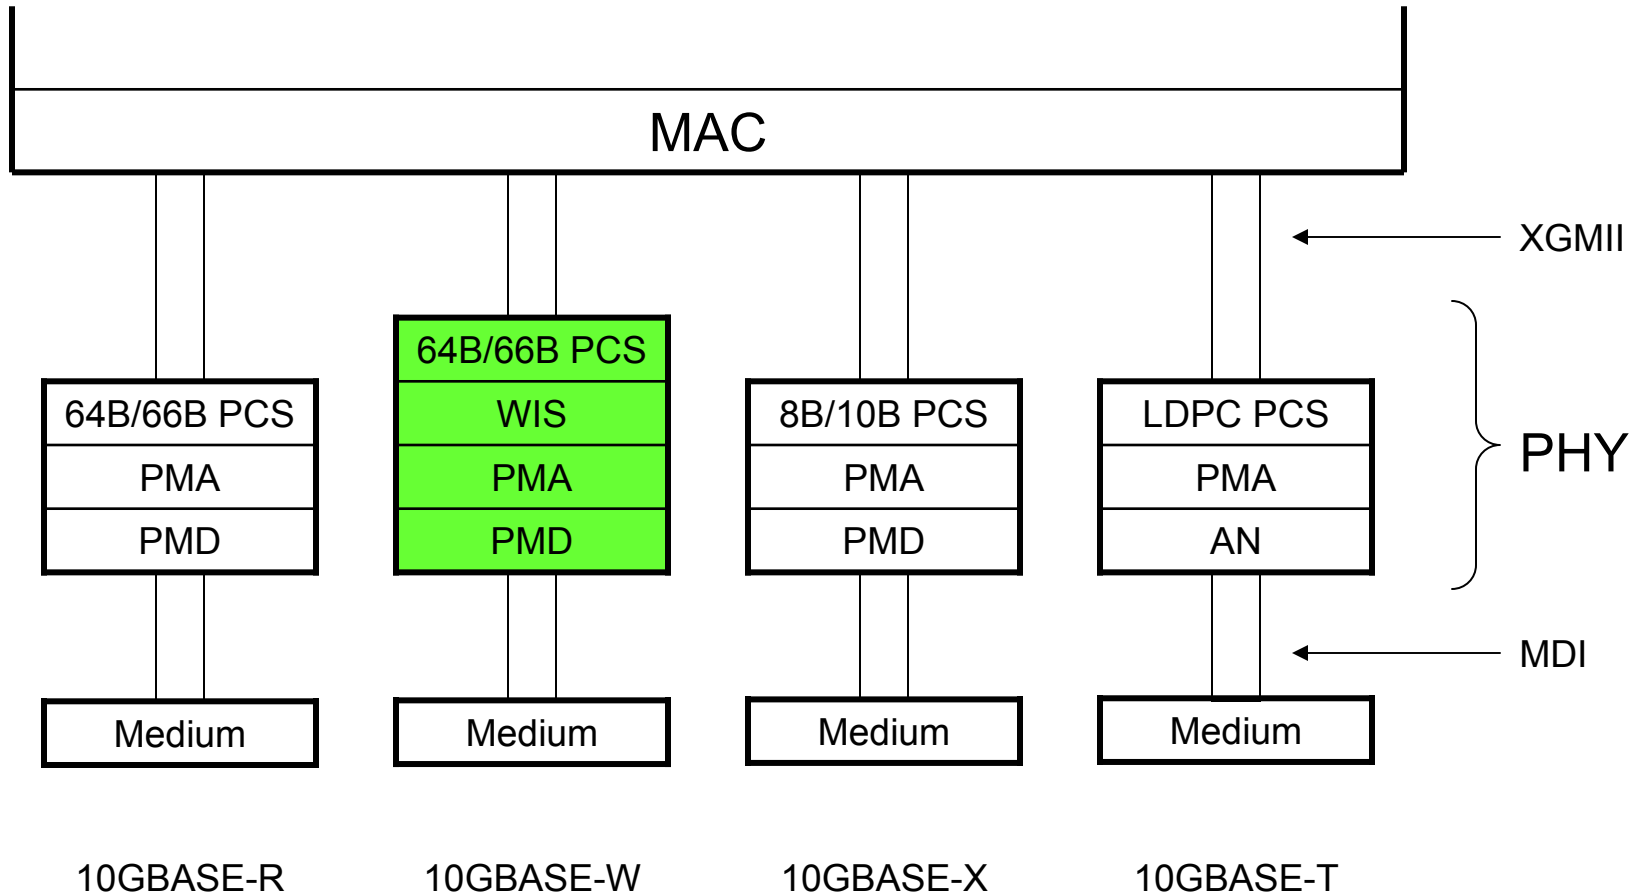 MAC
XGMII
64B/66B PCS
64B/66B PCS
WIS
8B/10B PCS
LDPC PCS
PHY
PMA
PMA
PMA
PMA
PMD
PMD
PMD
AN
MDI
Medium
Medium
Medium
Medium
10GBASE-R
10GBASE-W
10GBASE-X
10GBASE-T